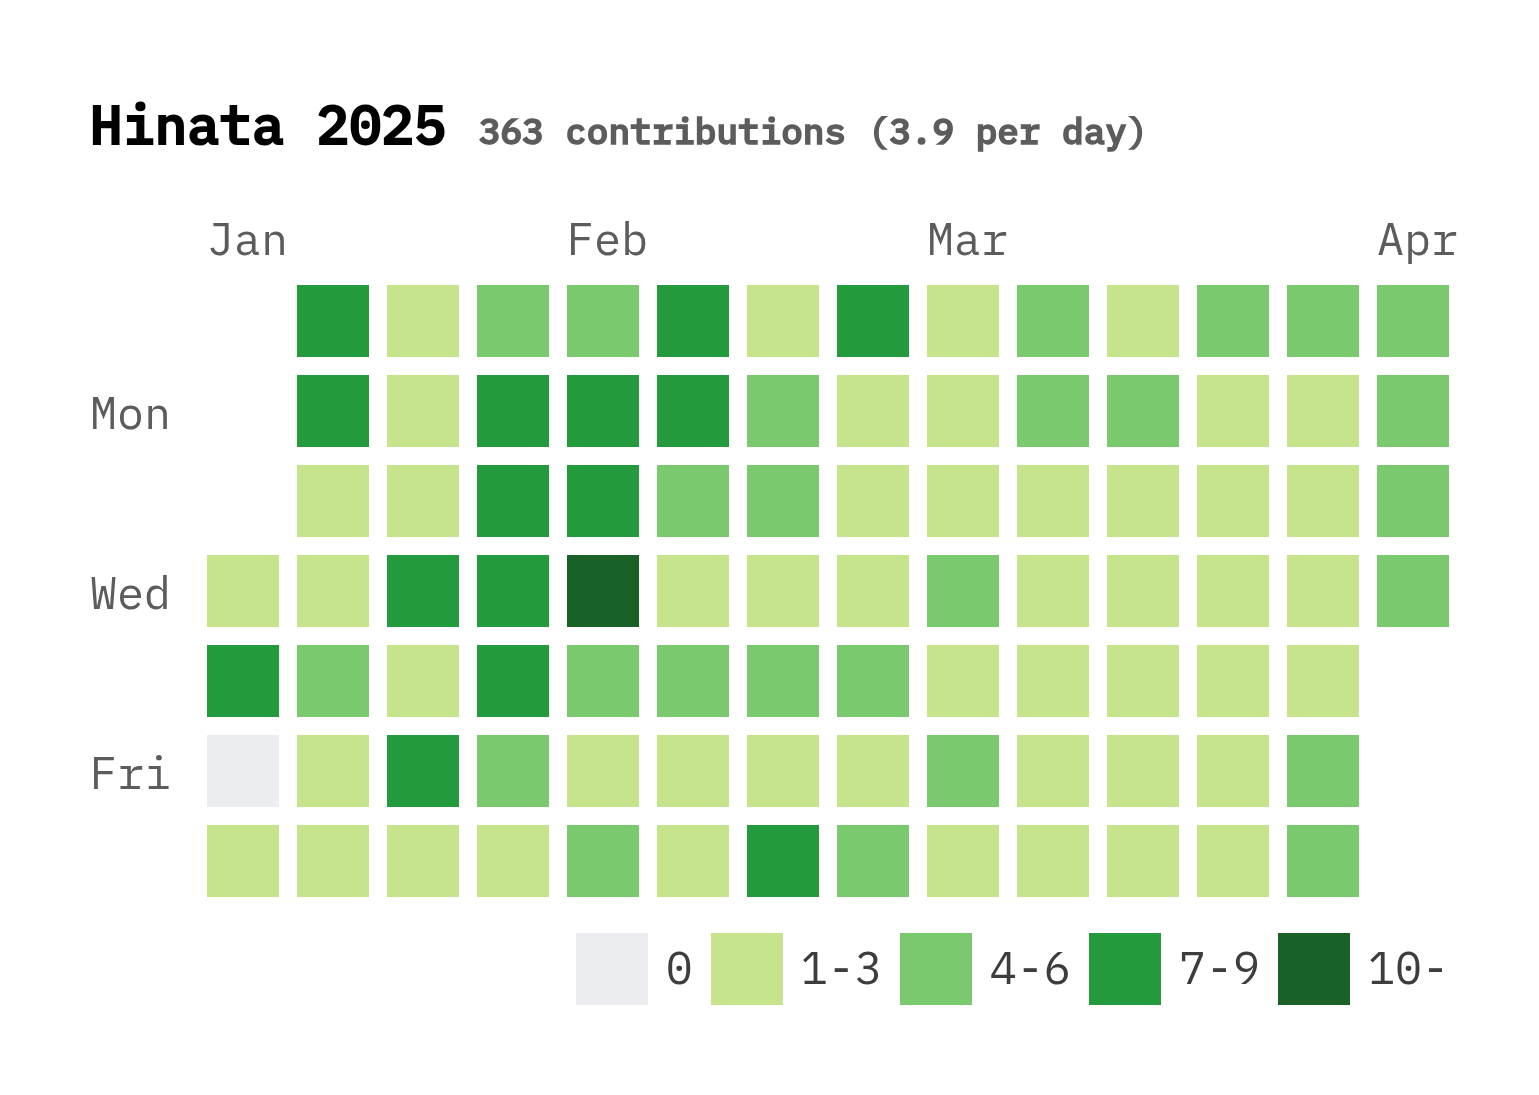 Hinata 2025 363 contributions (3.9 per day)
Jan Feb Mar Apr
Mon
Wed
Fri
0 1-3 4-6 7-9 10-